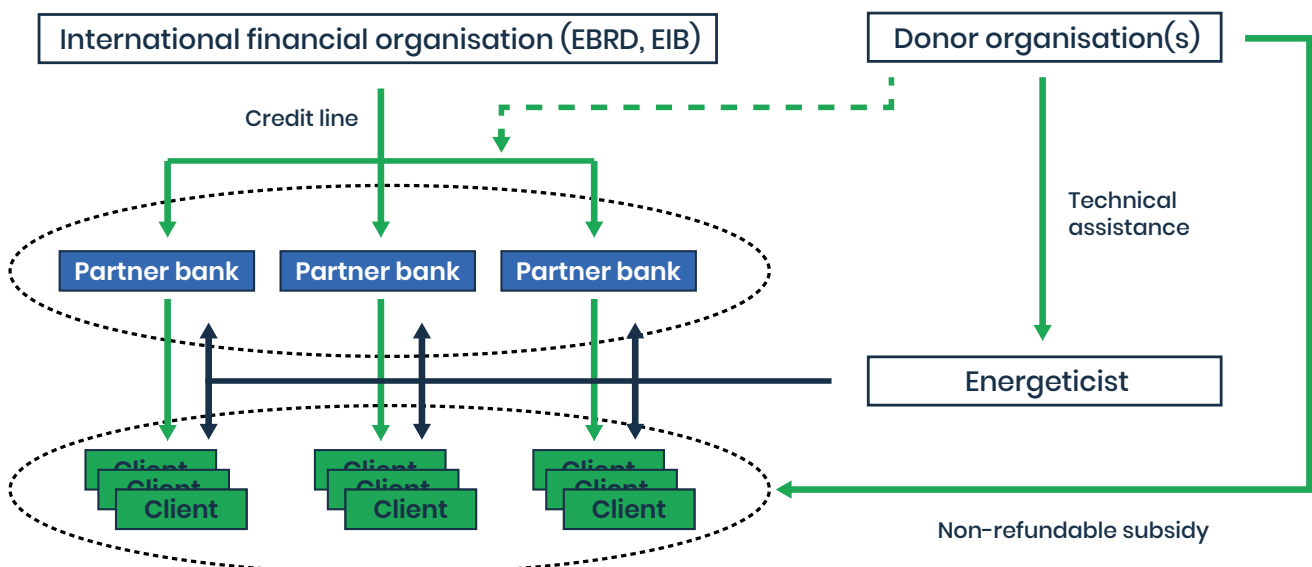 International financial organisation (EBRD, EIB)
Donor organisation(s)
Credit line
Technical
assistance
Partner bank
Partner bank
Partner bank
Energeticist
Client
Client
Client
Client
Client
Client
Client
Client
Client
Non-refundable subsidy